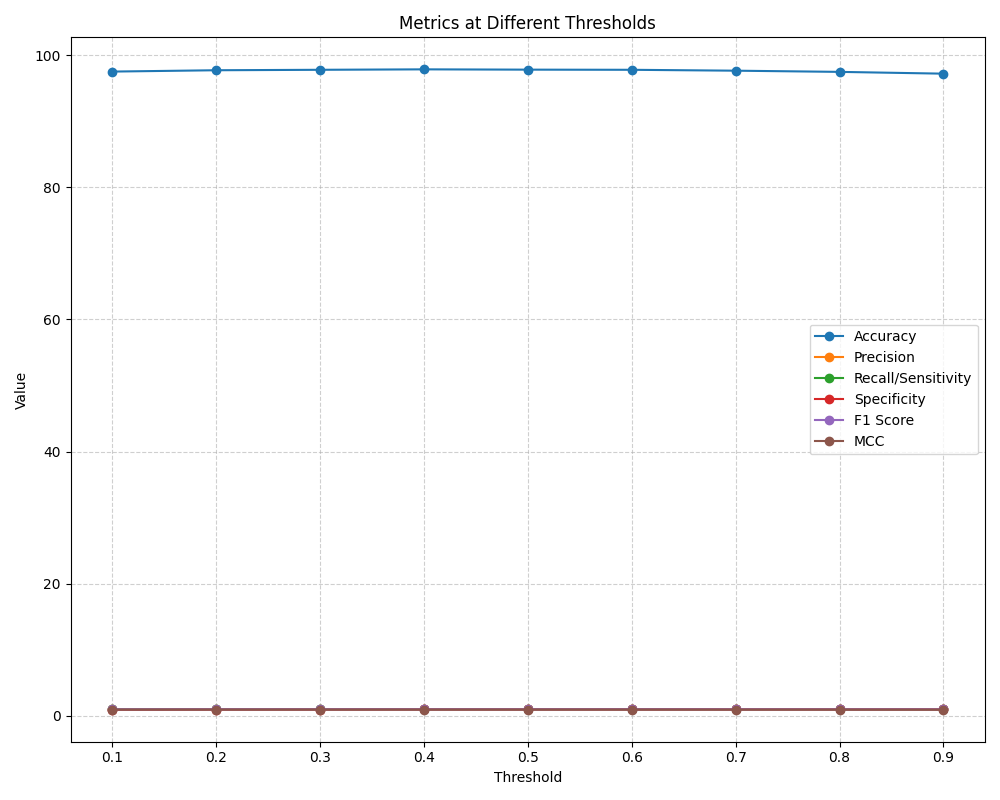 Metrics at Different Thresholds
Value
100
80
60
40
20
0
Accuracy
Precision
Recall/Sensitivity
Specificity
F1 Score
MCC
0.1 0.2 0.3 0.4 0.5 0.6 0.7 0.8 0.9
Threshold